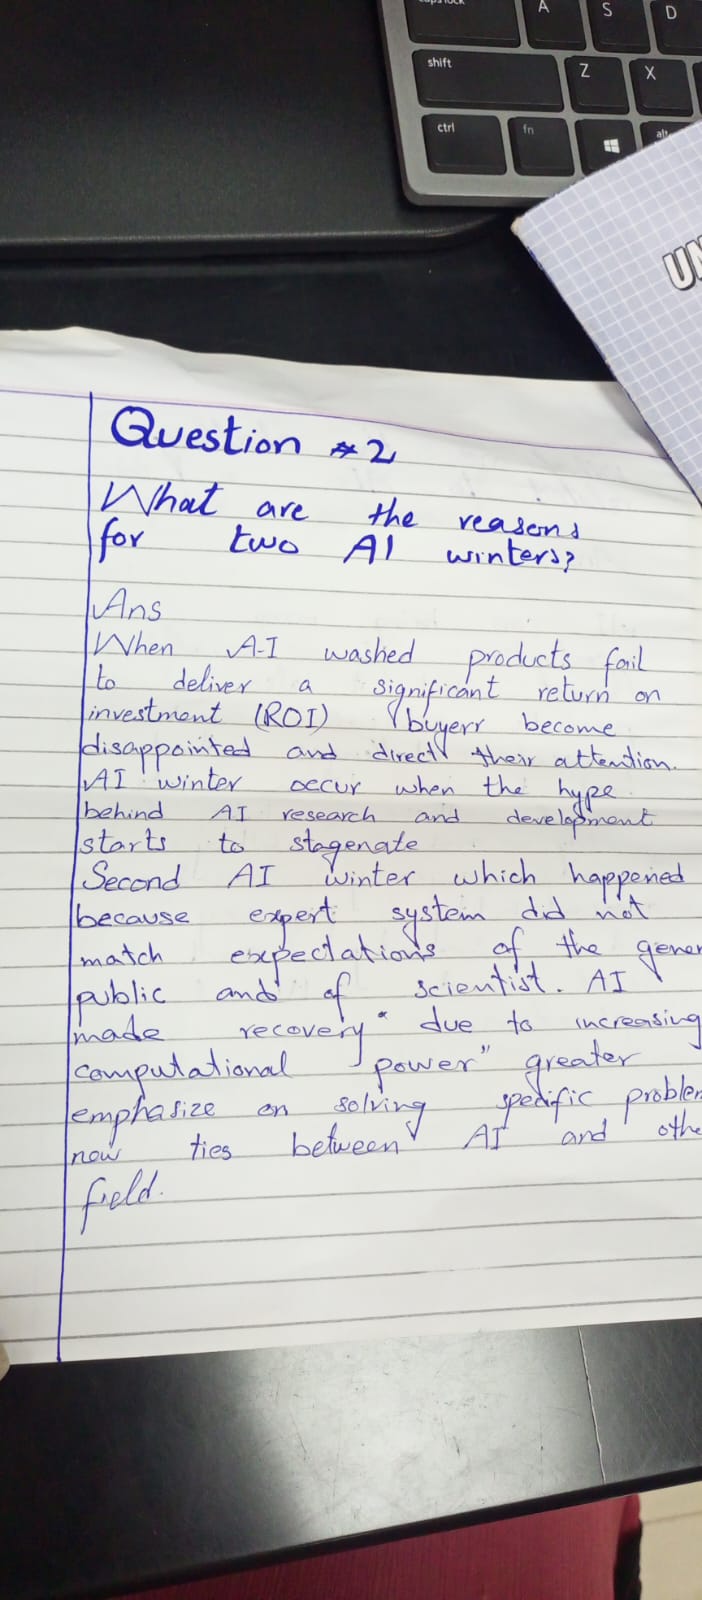 A
S
D
shift
Z
X
ctrl
fn
alt
UN
Question #2
What are the reasons
for two AI winters?
Ans
When A-I washed products fail
to deliver a significant return on
investment (ROI) buyerr become
disappointed and direct their attention.
AI winter occur when the hype
behind AI research and development
starts to stagenate
Second AI winter which happened
because expert system did not
match expectations of the gener
public and of scientist. AI
made recovery "due to increasing
computational power" greater
emphasize on solving specific problem
new ties between AI and othe
field.